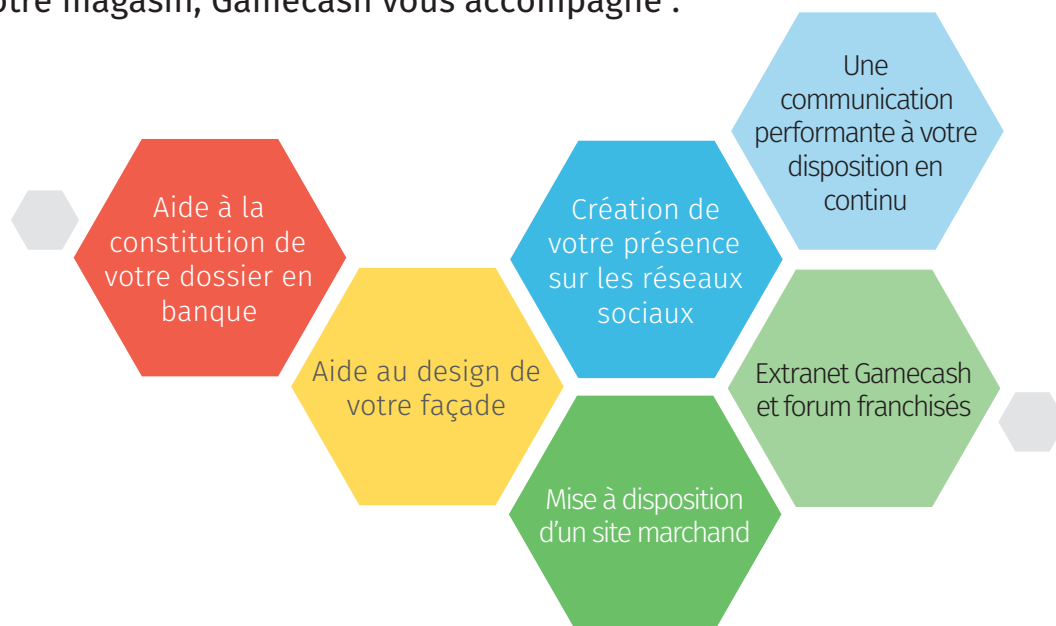 otre magasin, Gamecash vous accompagne :
Une
communication
performante à votre
disposition en
continu
Aide à la
constitution de
votre dossier en
banque
Création de
votre présence
sur les réseaux
sociaux
Aide au design de
votre façade
Extranet Gamecash
et forum franchisés
Mise à disposition
d'un site marchand